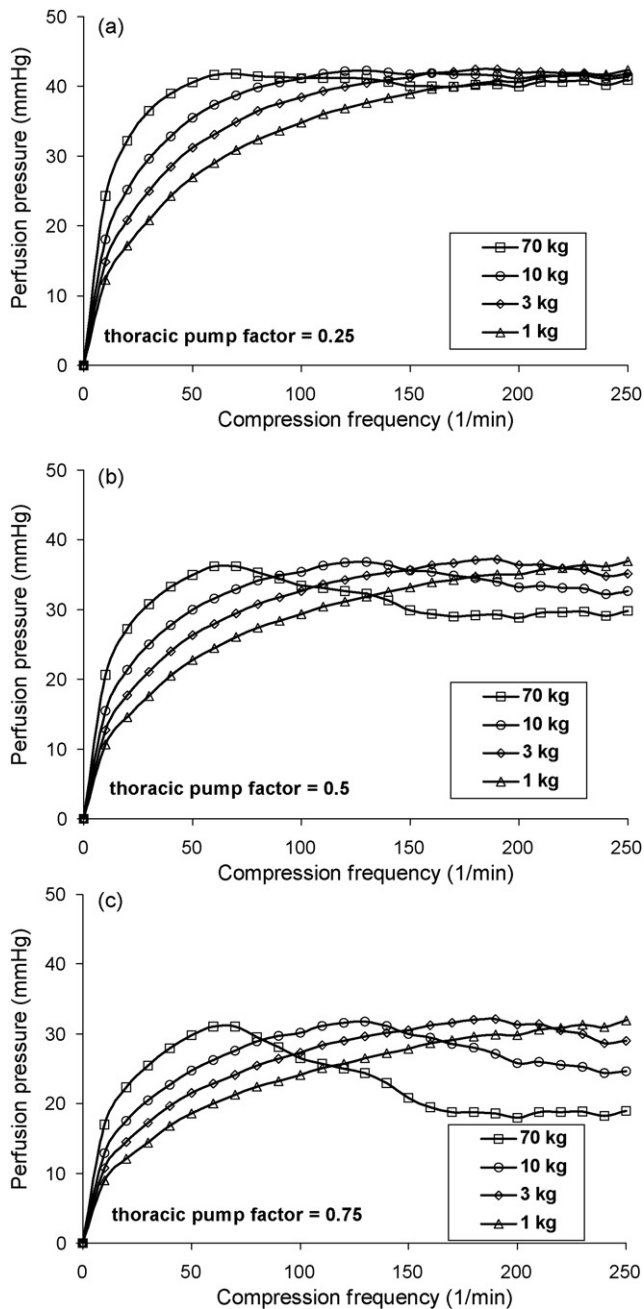 (a)
50
40
30
20
10
0
Perfusion pressure (mmHg)
70 kg
10 kg
3 kg
1 kg
thoracic pump factor = 0.25
0 50 100 150 200 250
Compression frequency (1/min)
(b)
50
40
30
20
10
0
Perfusion pressure (mmHg)
70 kg
10 kg
3 kg
1 kg
thoracic pump factor = 0.5
0 50 100 150 200 250
Compression frequency (1/min)
(c)
50
40
30
20
10
0
Perfusion pressure (mmHg)
70 kg
10 kg
3 kg
1 kg
thoracic pump factor = 0.75
0 50 100 150 200 250
Compression frequency (1/min)